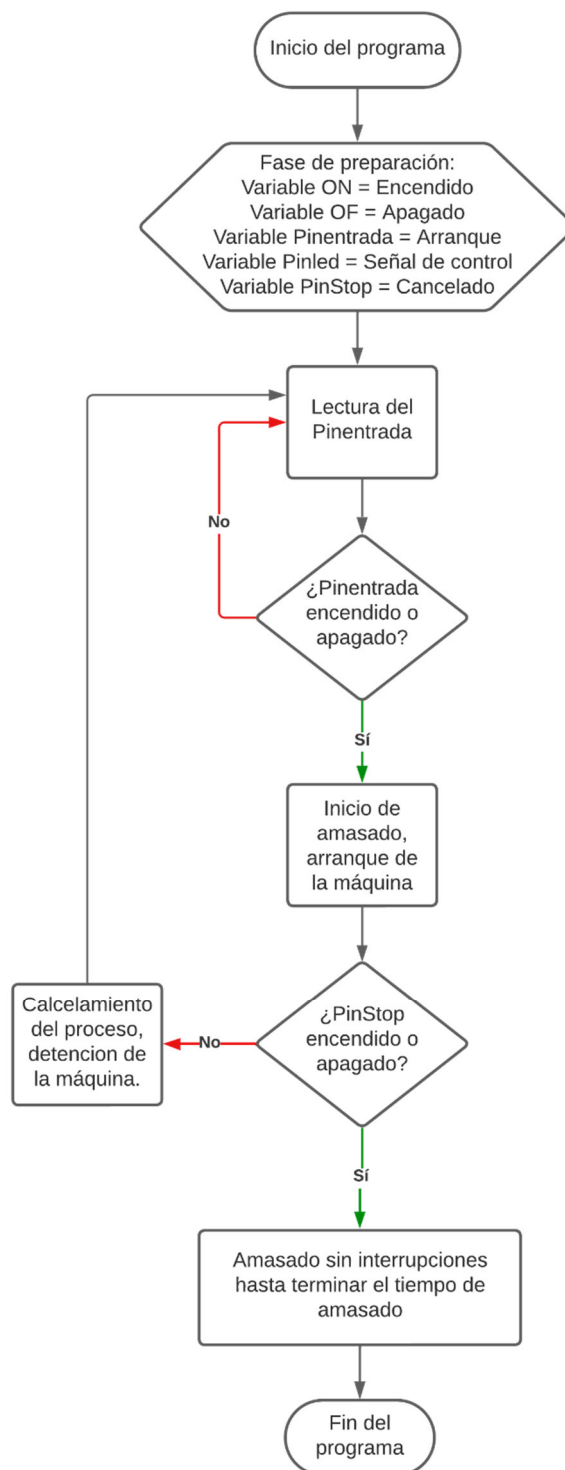 Inicio del programa
Fase de preparación:
Variable ON = Encendido
Variable OF = Apagado
Variable Pinentrada = Arranque
Variable Pinled = Señal de control
Variable PinStop = Cancelado
Lectura del
Pinentrada
No
¿Pinentrada
encendido o
apagado?
Sí
Inicio de
amasado,
arranque de
la máquina
¿PinStop
encendido o
apagado?
No
Calcelamiento
del proceso,
detencion de
la máquina.
Sí
Amasado sin interrupciones
hasta terminar el tiempo de
amasado
Fin del
programa